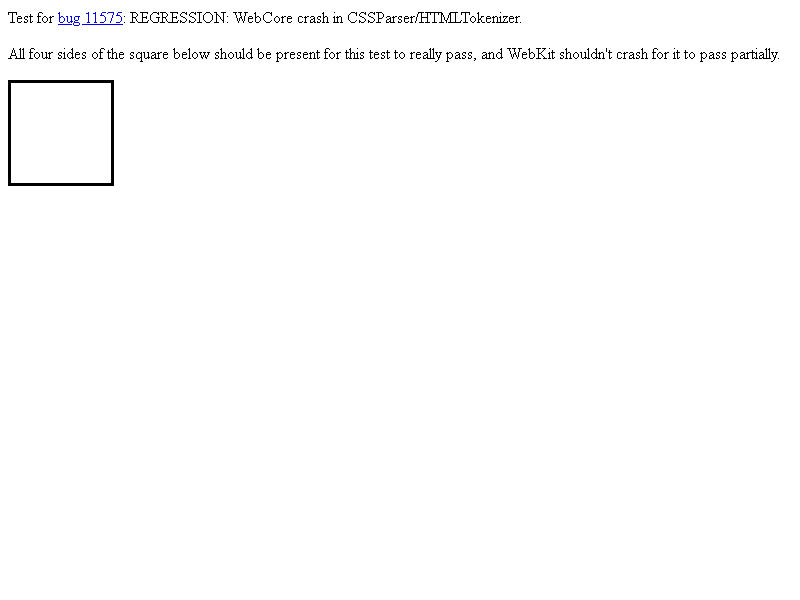 Test for bug 11575: REGRESSION: WebCore crash in CSSParser/HTMLTokenizer.
All four sides of the square below should be present for this test to really pass, and WebKit shouldn't crash for it to pass partially.